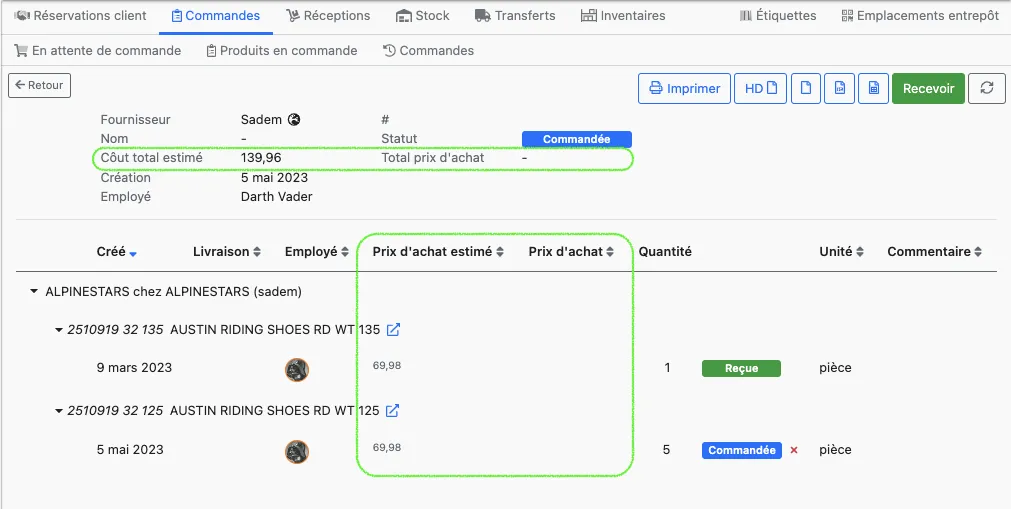 Réservations client Commandes Réceptions Stock Transferts Inventaires Étiquettes Emplacements entrepôt
En attente de commande Produits en commande Commandes
Retour Imprimer HD Recevoir
Fournisseur Sadem #
Nom - Statut Commandée
Côut total estimé 139,96 Total prix d'achat -
Création 5 mai 2023
Employé Darth Vader
Créé Livraison Employé Prix d'achat estimé Prix d'achat Quantité Unité Commentaire
ALPINESTARS chez ALPINESTARS (sadem)
2510919 32 135 AUSTIN RIDING SHOES RD WT 135
9 mars 2023 69,98 1 Reçue pièce
2510919 32 125 AUSTIN RIDING SHOES RD WT 125
5 mai 2023 69,98 5 Commandée × pièce